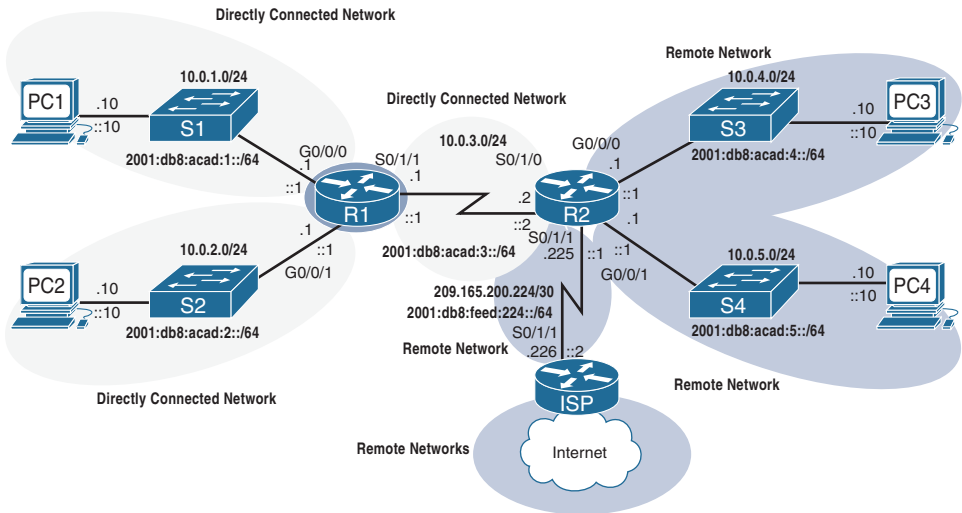 Directly Connected Network
Remote Network
10.0.1.0/24
10.0.4.0/24
PC1
.10
::10
S1
Directly Connected Network
S3
.10
::10
PC3
2001:db8:acad:1::/64
G0/0/0
.1
::1
10.0.3.0/24
S0/1/1
.1
S0/1/0
G0/0/0
.1
::1
2001:db8:acad:4::/64
R1
::1
.2
::2
R2
.1
::1
10.0.2.0/24
.1
::1
G0/0/1
2001:db8:acad:3::/64
S0/1/1
.225
::1
G0/0/1
10.0.5.0/24
PC2
.10
::10
S2
S4
.10
::10
PC4
2001:db8:acad:2::/64
209.165.200.224/30
2001:db8:feed:224::/64
2001:db8:acad:5::/64
S0/1/1
Remote Network
.226
::2
Directly Connected Network
Remote Network
ISP
Remote Networks
Internet